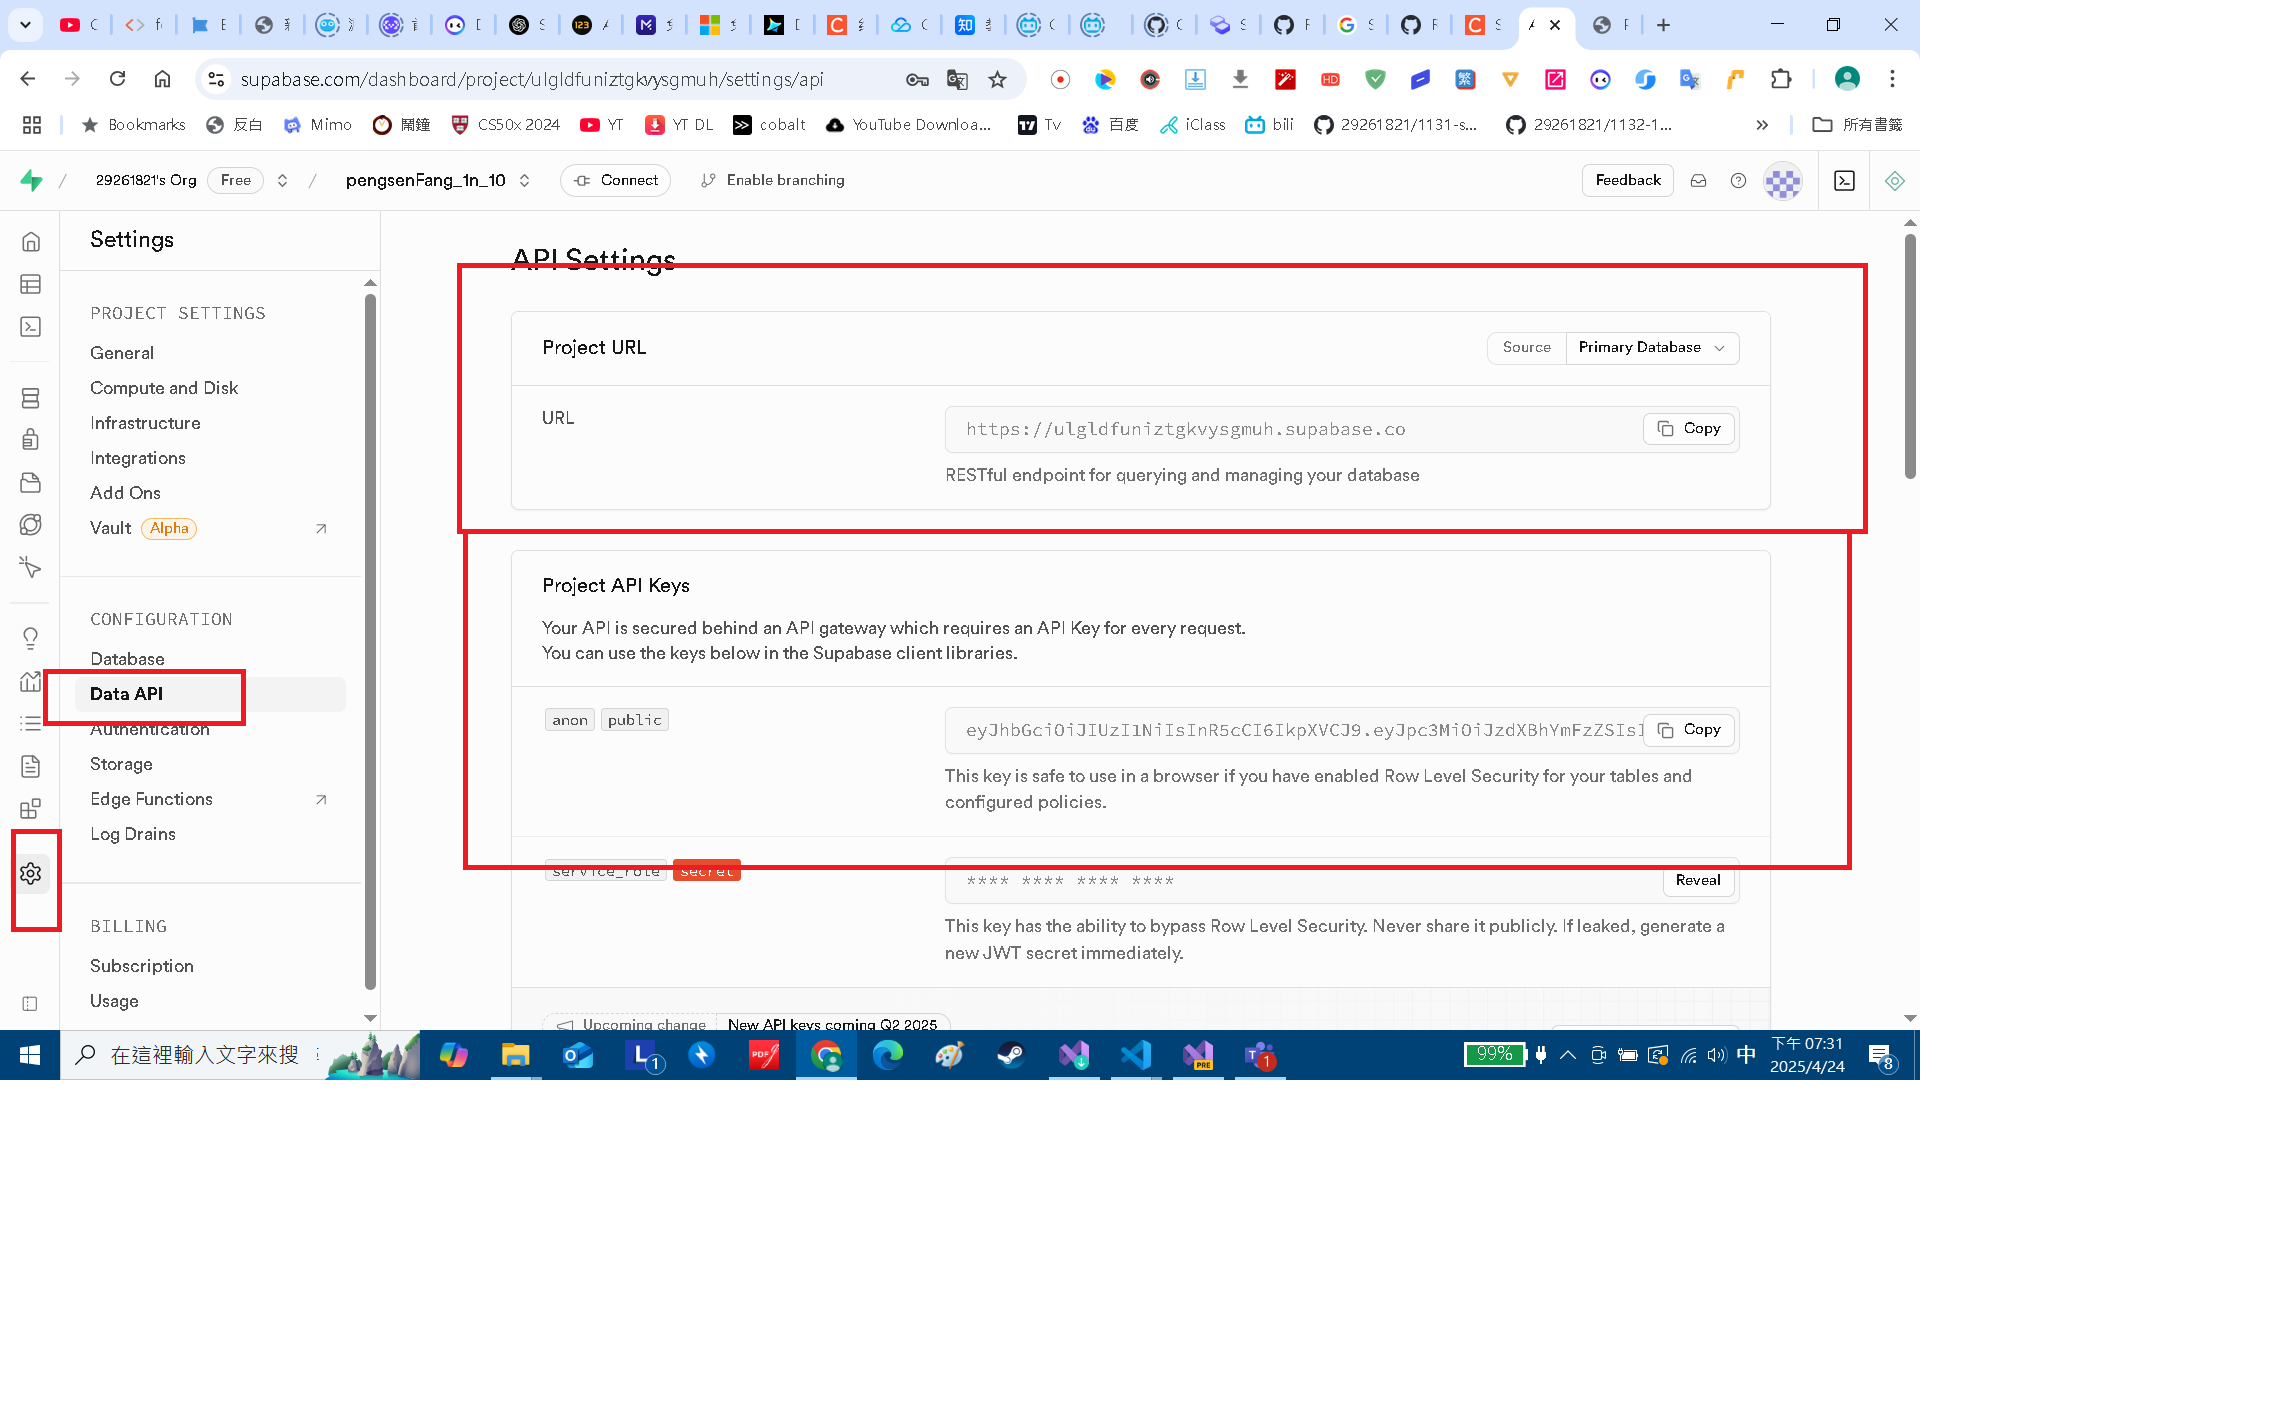 supabase.com/dashboard/project/ulgldfuniztgkvysgmuh/settings/api
Bookmarks
反白
Mimo
鬧鐘
CS50x 2024
YT
YT DL
cobalt
YouTube Downloa...
Tv
百度
iClass
bili
29261821/1131-s...
29261821/1132-1...
所有書籤
29261821's Org Free / pengsenFang_1n_10 Connect Enable branching
Feedback
Settings
PROJECT SETTINGS
General
Compute and Disk
Infrastructure
Integrations
Add Ons
Vault Alpha
CONFIGURATION
Database
Data API
Authentication
Storage
Edge Functions
Log Drains
BILLING
Subscription
Usage
API Settings
Project URL
Source Primary Database
URL
https://ulgldfuniztgkvysgmuh.supabase.co
Copy
RESTful endpoint for querying and managing your database
Project API Keys
Your API is secured behind an API gateway which requires an API Key for every request.
You can use the keys below in the Supabase client libraries.
anon public
eyJhbGciOiJIUzI1NiIsInR5cCI6IkpXVCJ9.eyJpc3MiOiJzdXBhYmFzZSIsI
Copy
This key is safe to use in a browser if you have enabled Row Level Security for your tables and
configured policies.
service_role secret
**** **** **** ****
Reveal
This key has the ability to bypass Row Level Security. Never share it publicly. If leaked, generate a
new JWT secret immediately.
Upcoming change New API keys coming Q2 2025
在這裡輸入文字來搜
99%
中
下午 07:31
2025/4/24
8